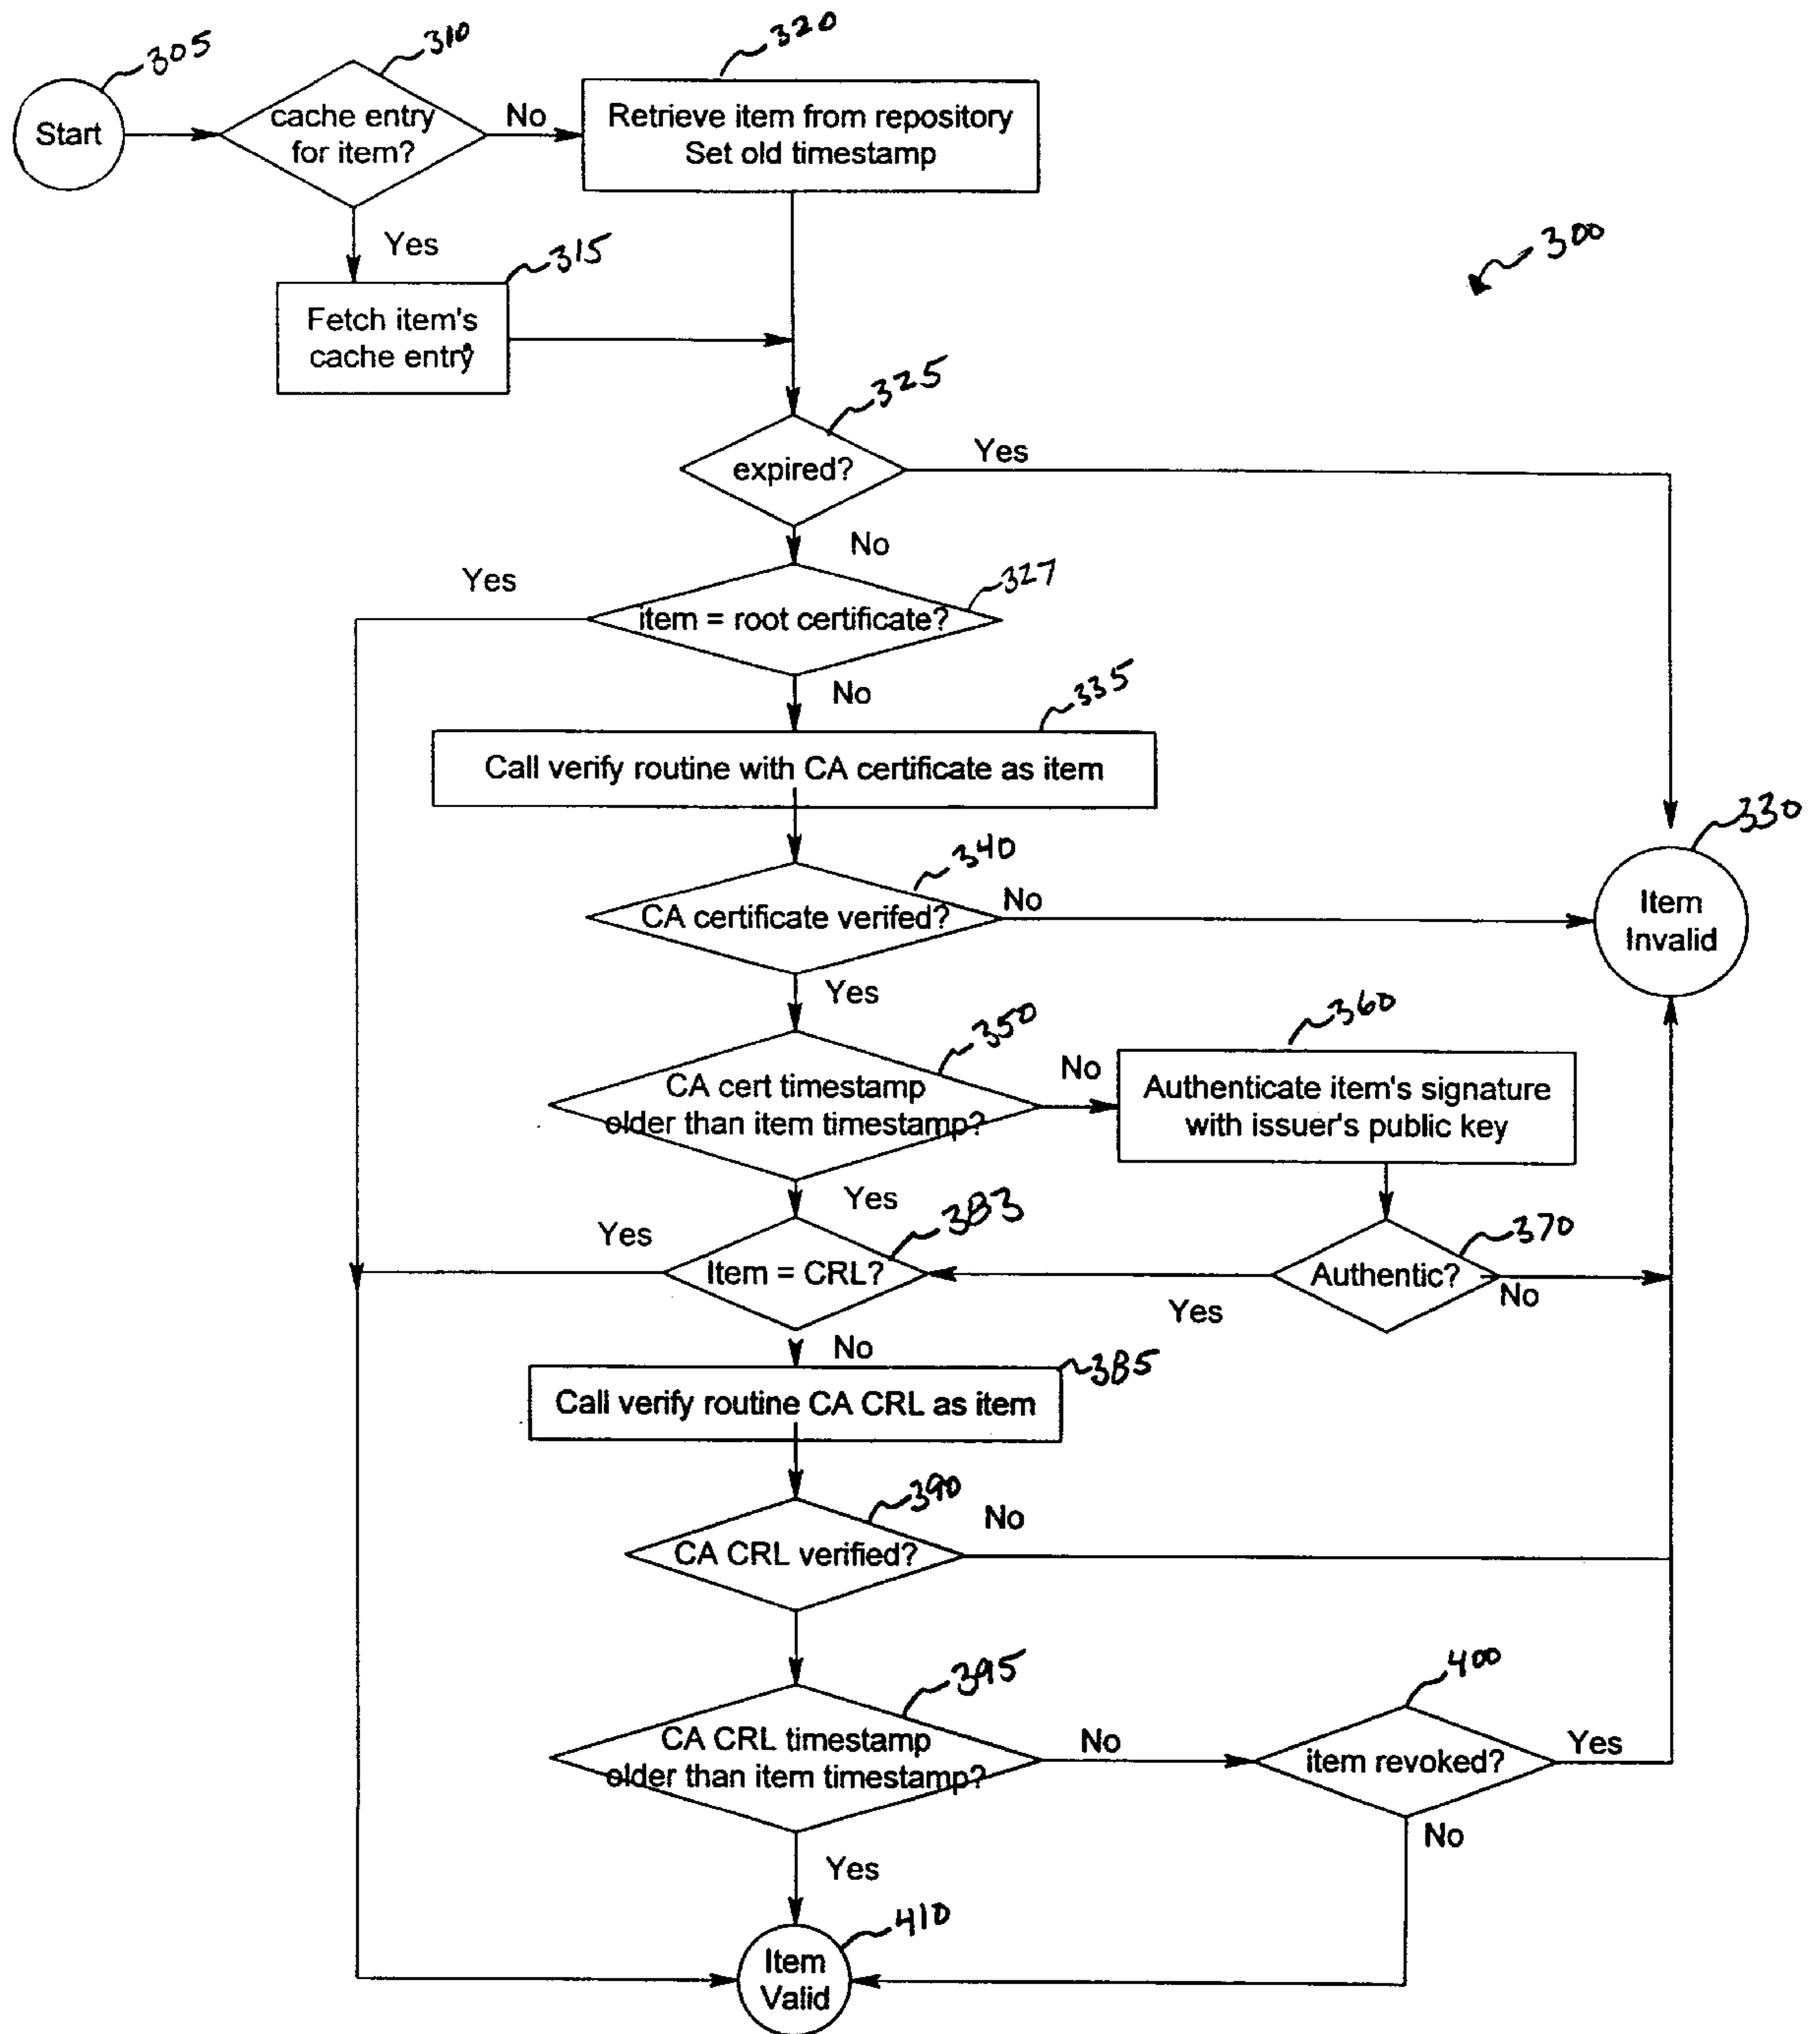 305
310
320
Start
cache entry
for item?
No
Retrieve item from repository
Set old timestamp
Yes
315
300
Fetch item's
cache entry
325
expired?
Yes
No
Yes
327
item = root certificate?
No
335
Call verify routine with CA certificate as item
340
330
CA certificate verifed?
No
Item
Invalid
Yes
350
360
CA cert timestamp
older than item timestamp?
No
Authenticate item's signature
with issuer's public key
Yes
383
370
Yes
Item = CRL?
Authentic?
No
Yes
No
385
Call verify routine CA CRL as item
390
No
CA CRL verified?
395
400
CA CRL timestamp
older than item timestamp?
No
item revoked?
Yes
No
Yes
410
Item
Valid